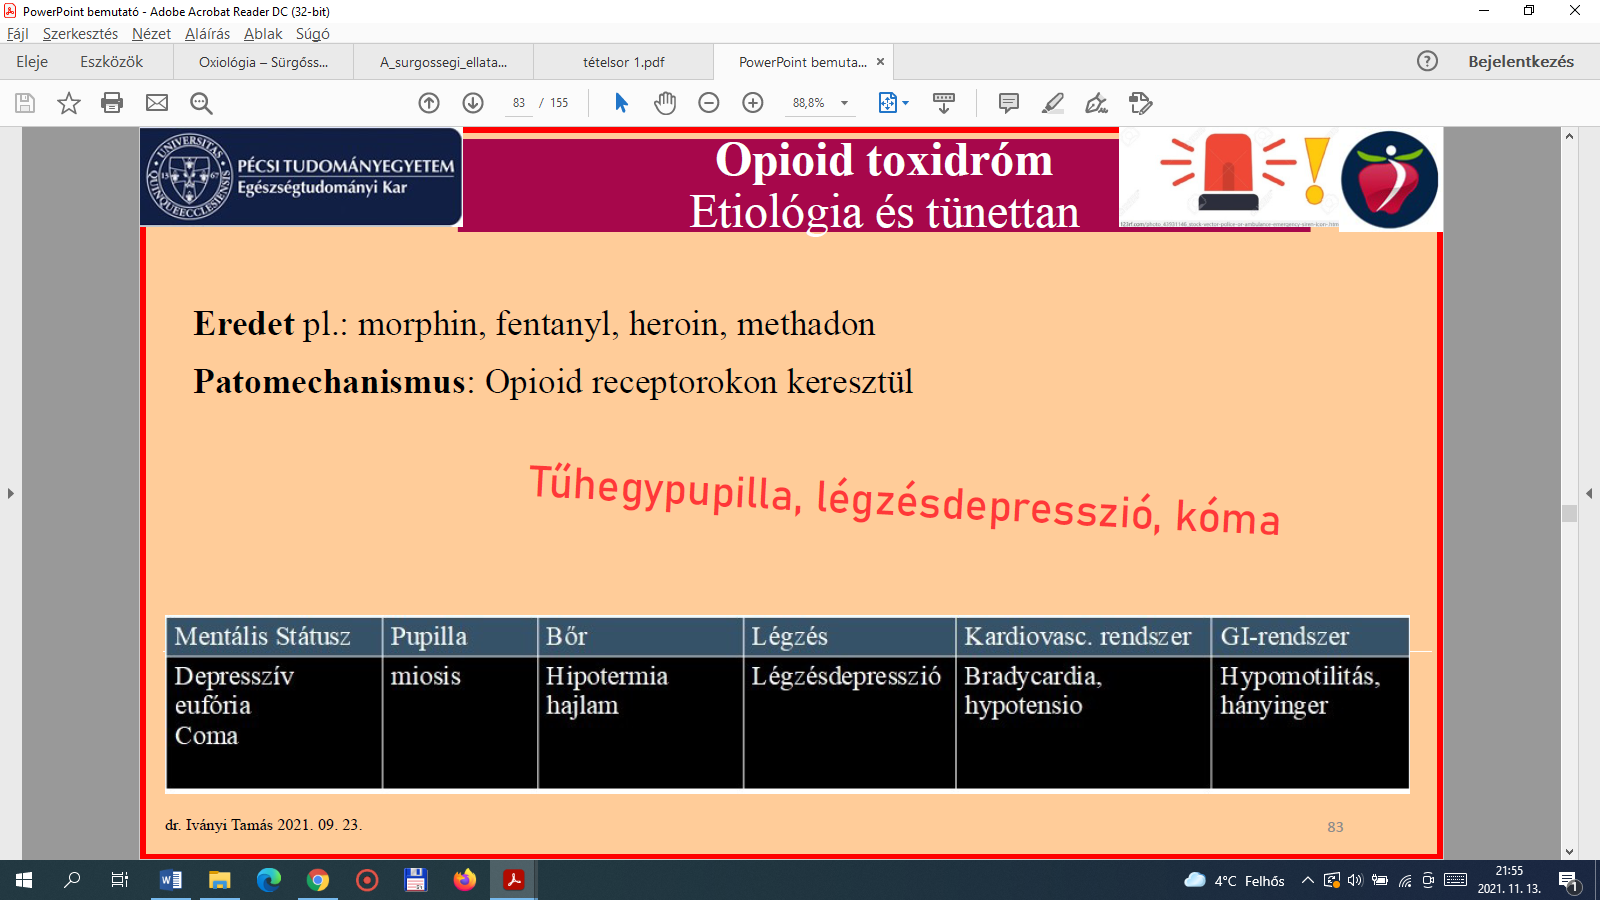 PowerPoint bemutató - Adobe Acrobat Reader DC (32-bit)
Fájl Szerkesztés Nézet Aláírás Ablak Súgó
Eleje Eszközök Oxiológia – Sürgőss... A_surgossegi_ellata... tételsor 1.pdf PowerPoint bemuta... × ? Bejelentkezés
83 / 155 88,8%
UNIVERSITAS QUINQUEECCLESIENSIS 1367
PÉCSI TUDOMÁNYEGYETEM
Egészségtudományi Kar
Opioid toxidróm
Etiológia és tünettan
Eredet pl.: morphin, fentanyl, heroin, methadon
Patomechanismus: Opioid receptorokon keresztül
Tűhegypupilla, légzésdepresszió, kóma
Mentális Státusz Pupilla Bőr Légzés Kardiovasc. rendszer GI-rendszer
Depresszív miosis Hipotermia Légzésdepresszió Bradycardia, Hypomotilitás,
eufória hajlam hypotensio hányinger
Coma
dr. Iványi Tamás 2021. 09. 23.
83
4°C Felhős
21:55
2021. 11. 13.
1